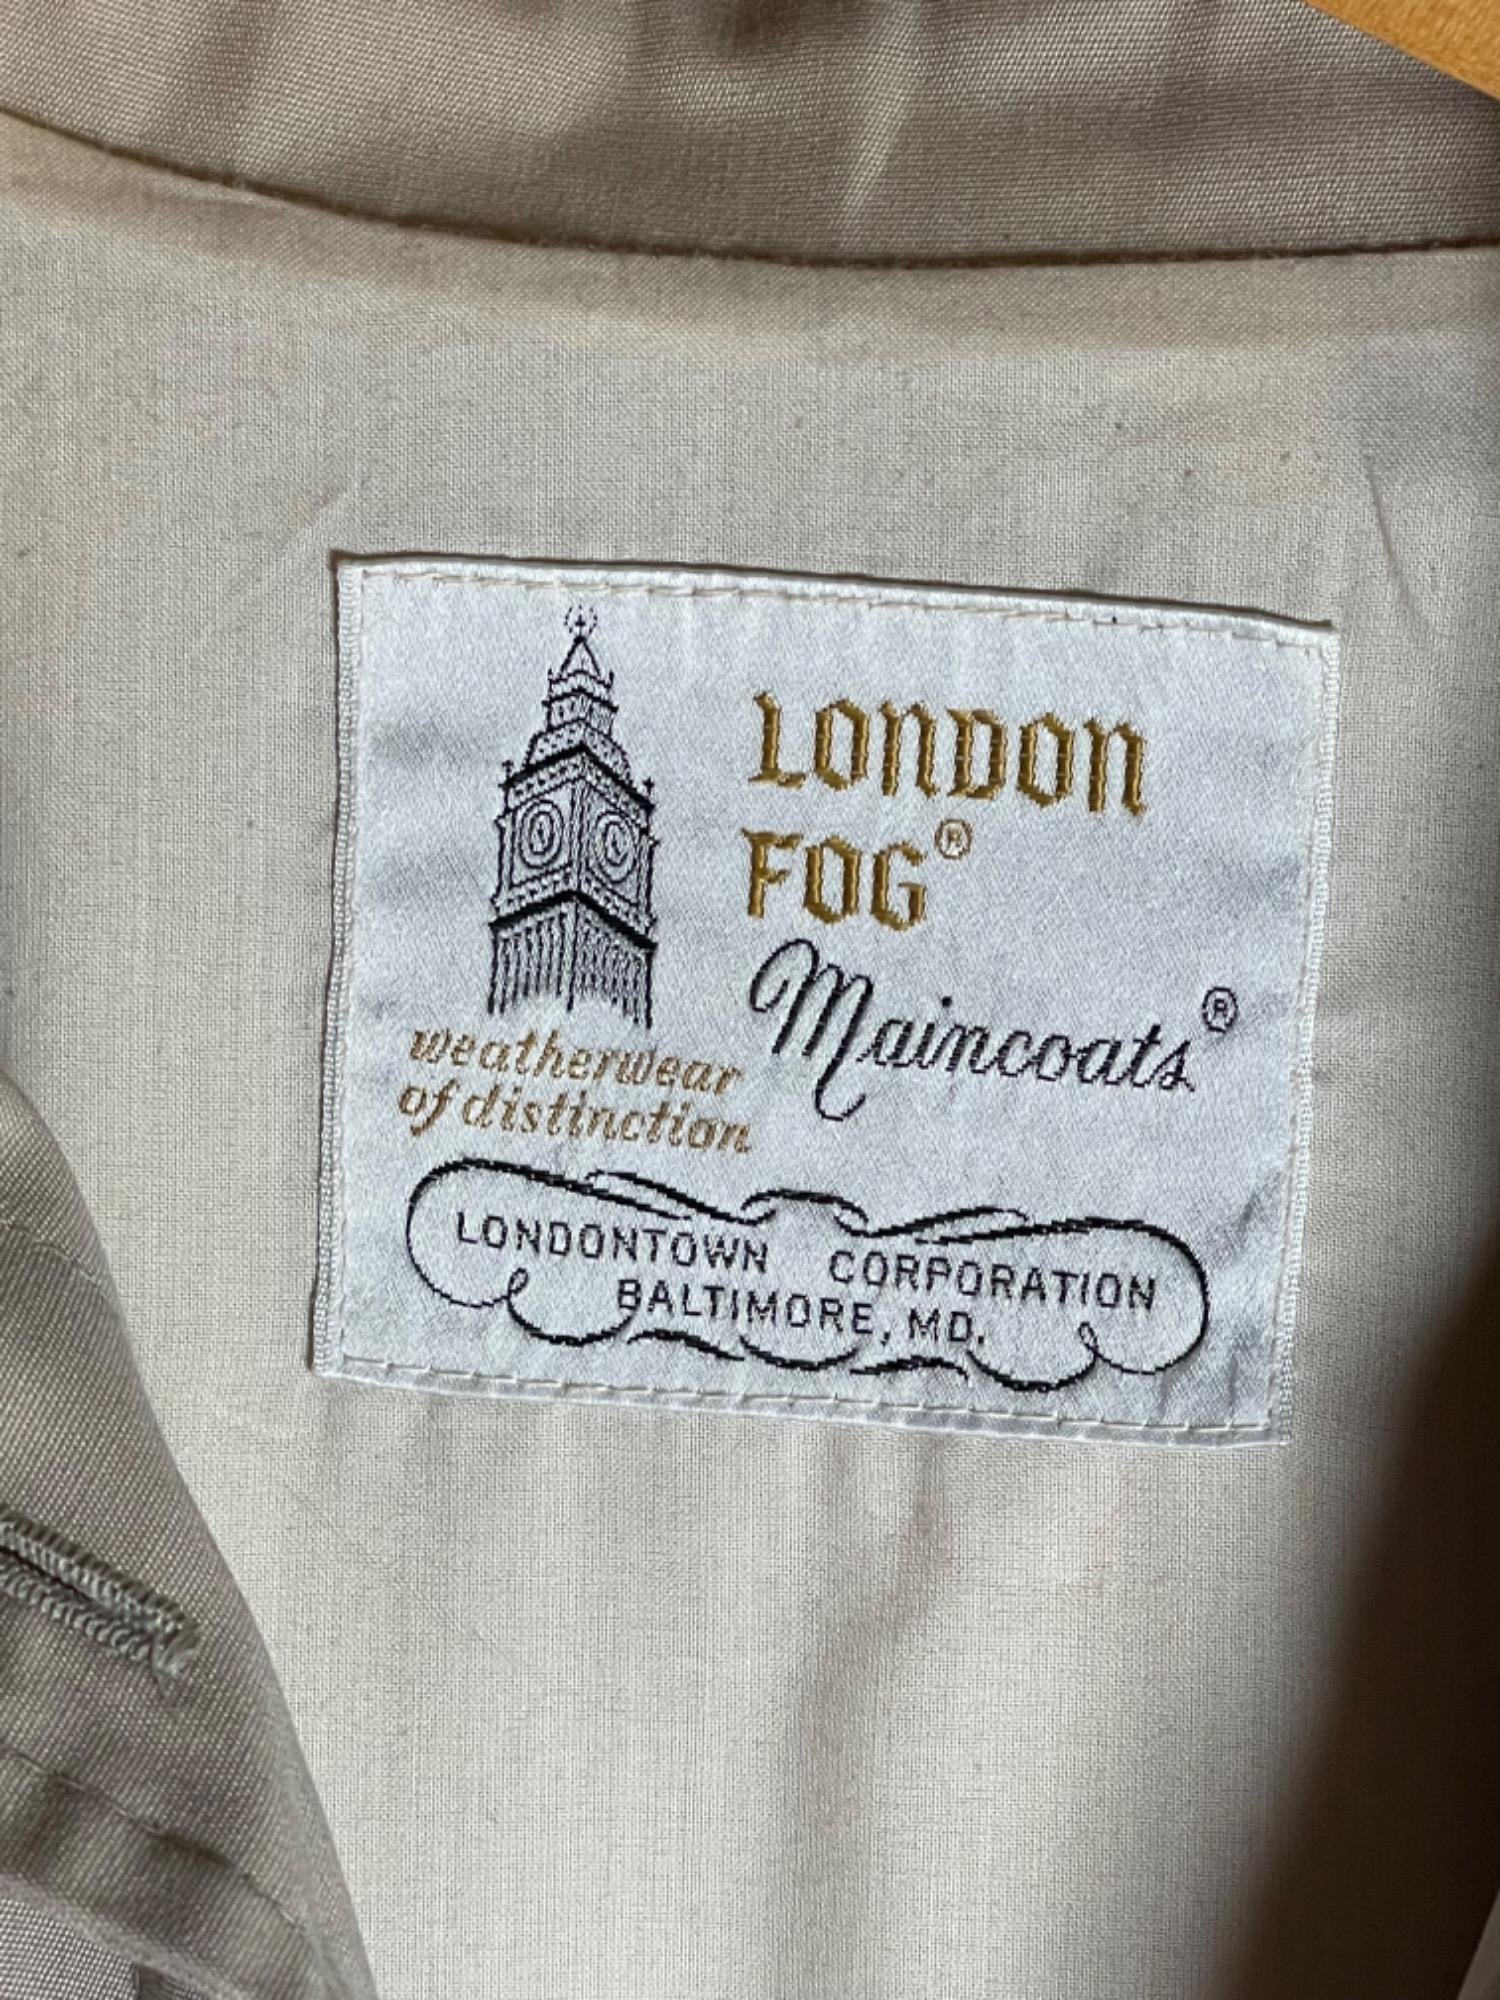 LONDON
FOG®
Maincoats®
weatherwear
of distinction
LONDONTOWN CORPORATION
BALTIMORE, MD.